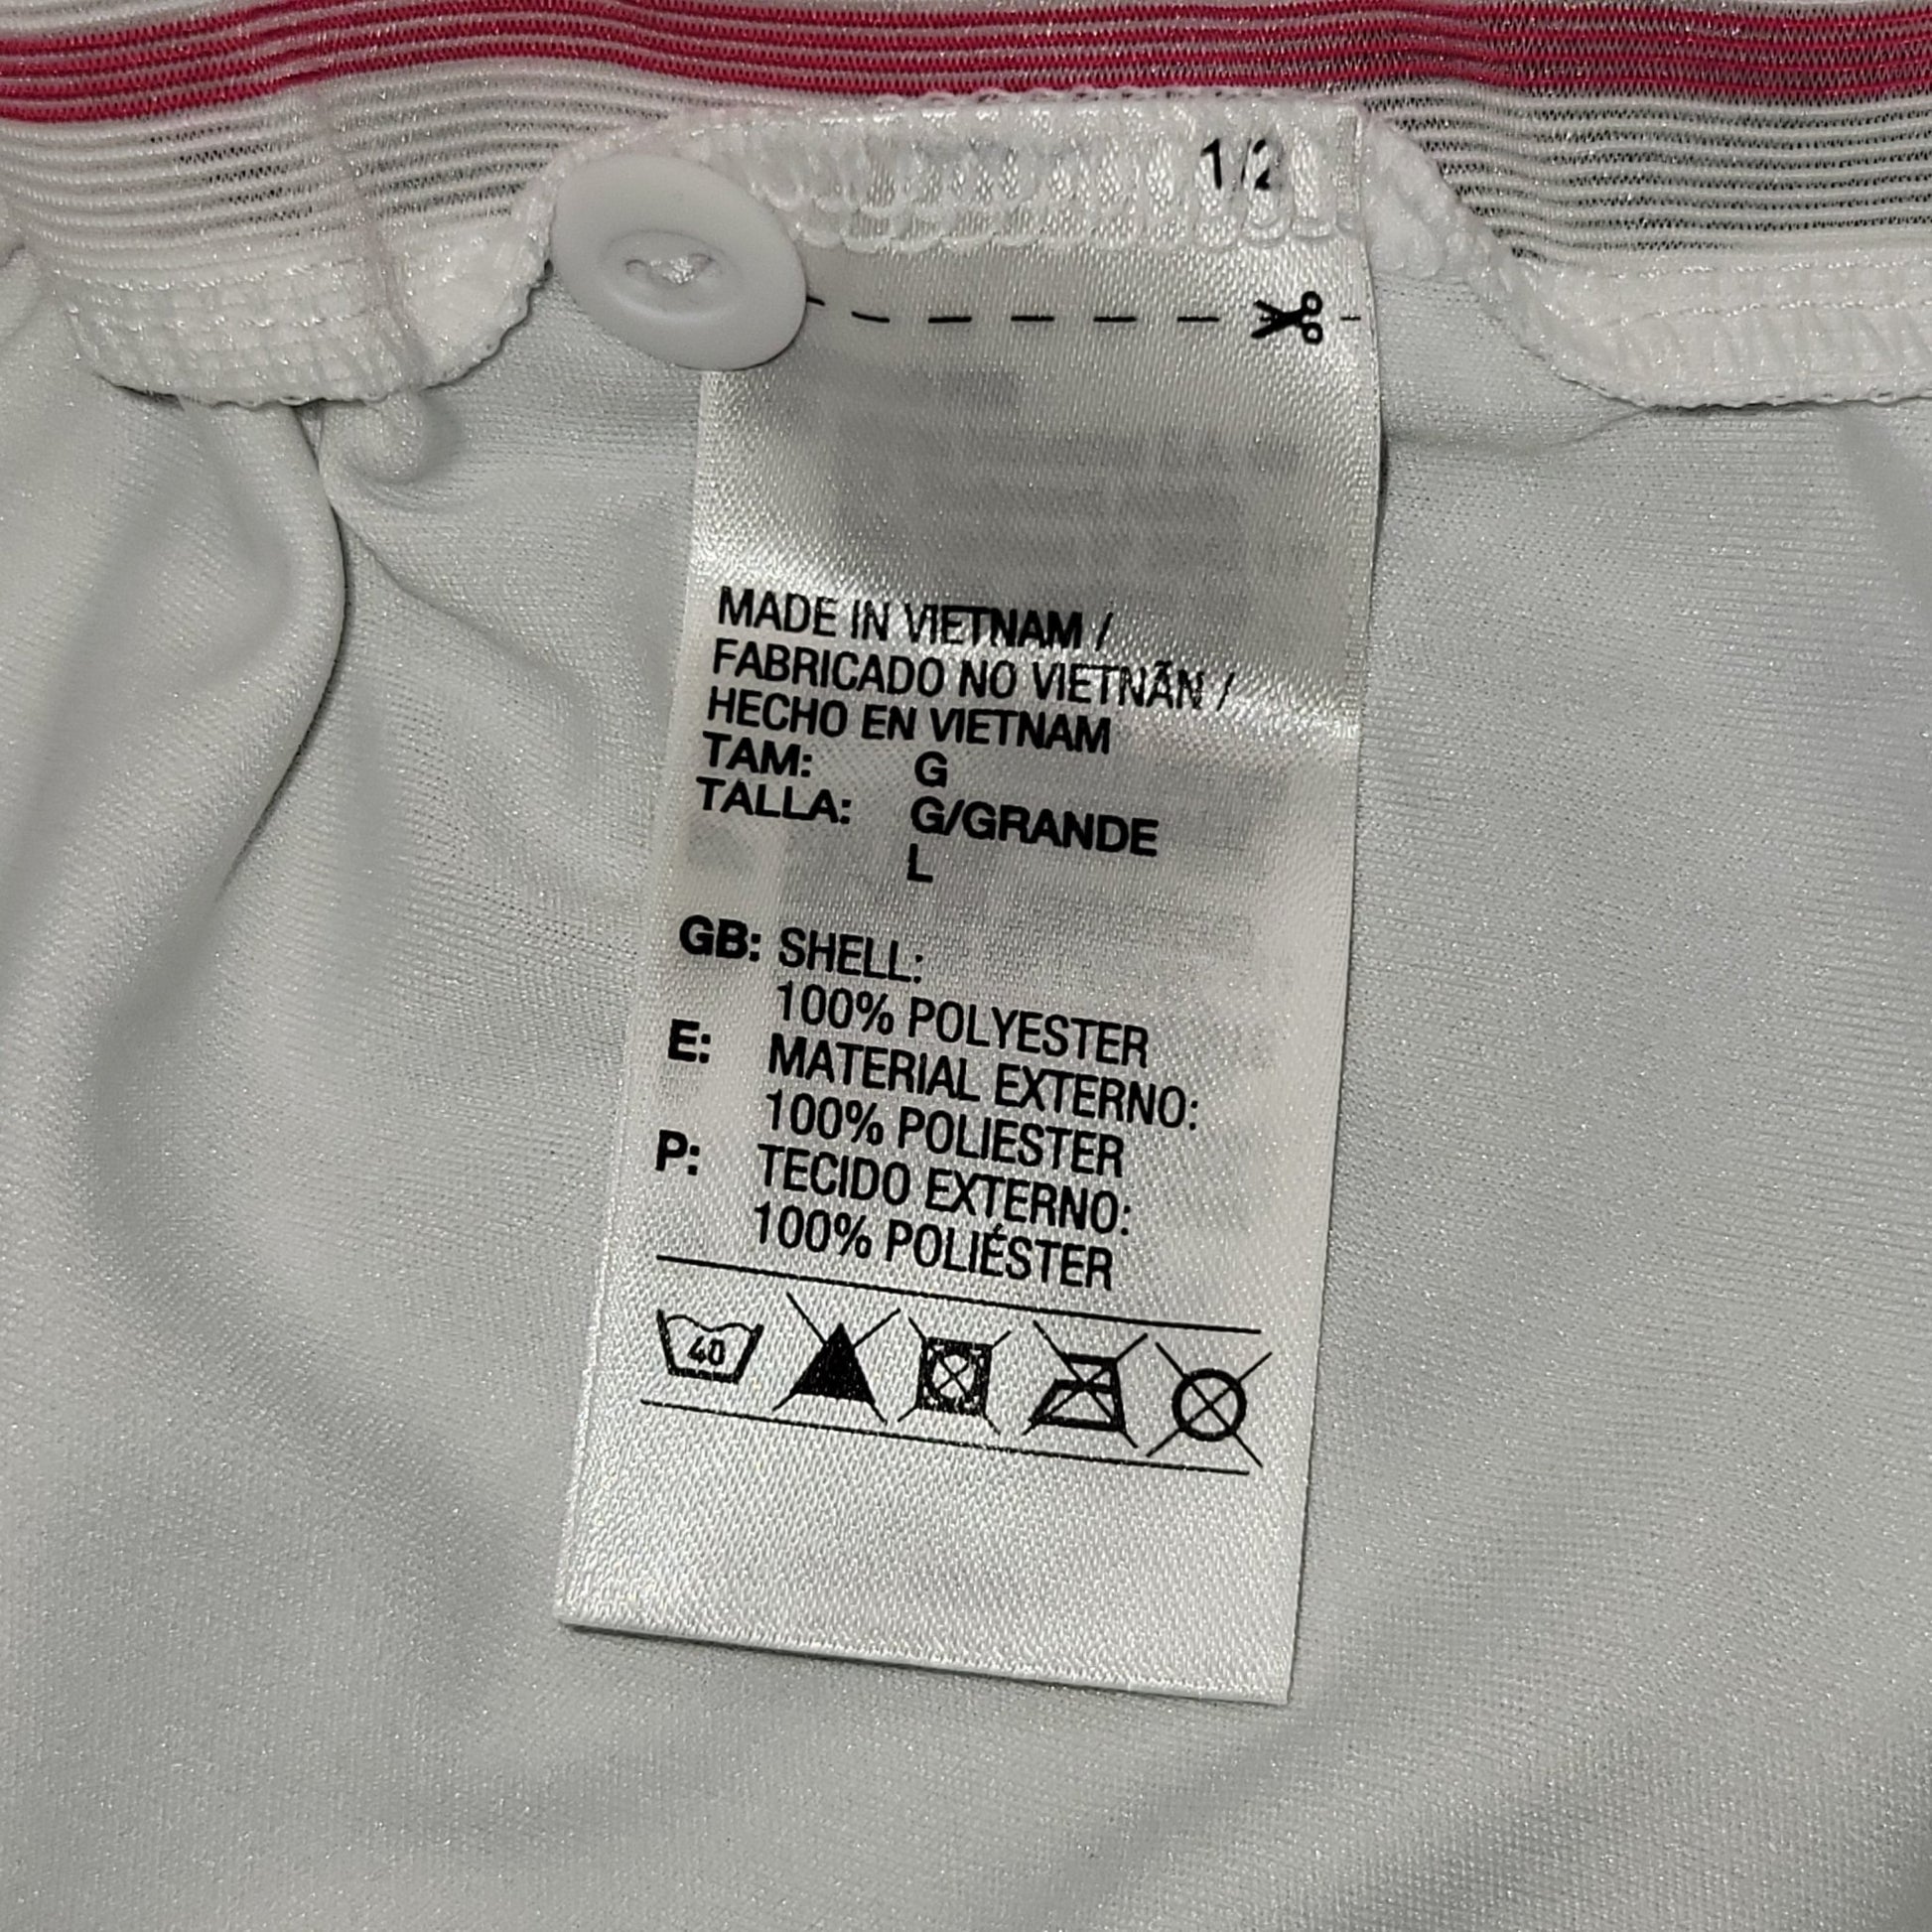 1/2
MADE IN VIETNAM /
FABRICADO NO VIETNÃN /
HECHO EN VIETNAM
TAM: G
TALLA: G/GRANDE
L
GB: SHELL:
100% POLYESTER
E: MATERIAL EXTERNO:
100% POLIESTER
P: TECIDO EXTERNO:
100% POLIÉSTER
40